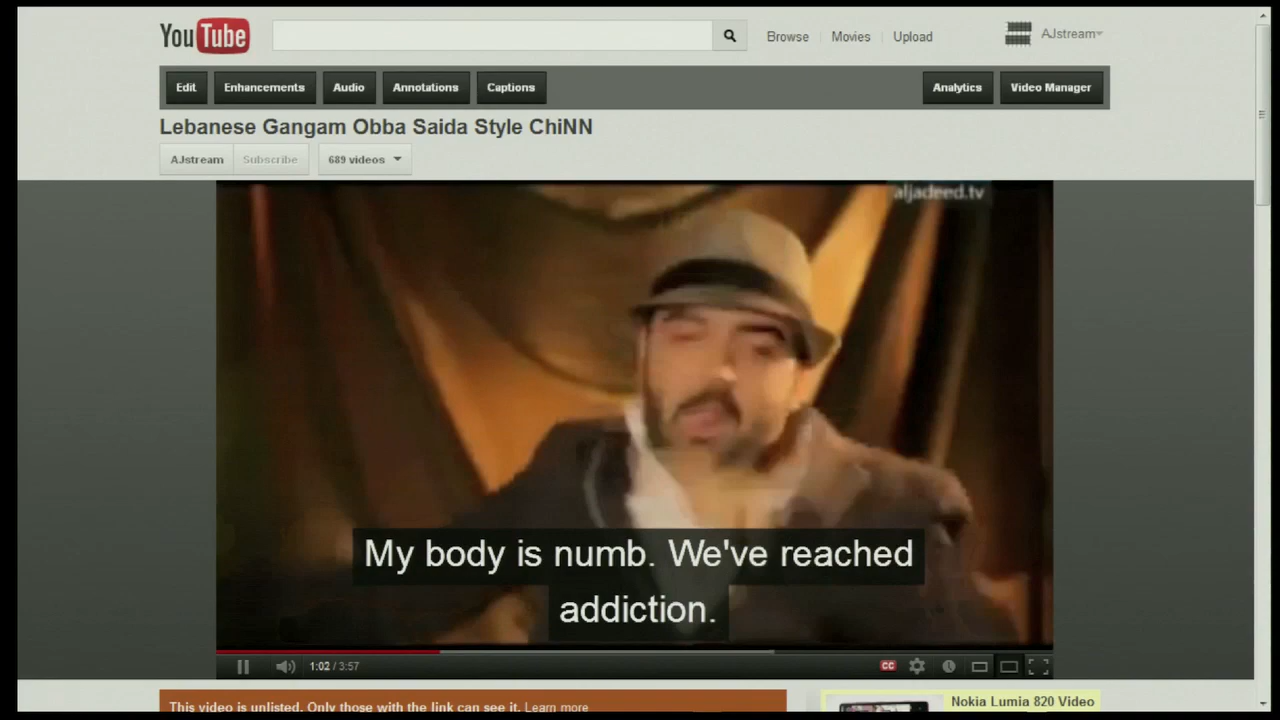 YouTube
Browse Movies Upload AJstream
Edit Enhancements Audio Annotations Captions Analytics Video Manager
Lebanese Gangam Obba Saida Style ChiNN
AJstream Subscribe 689 videos
aljadeed.tv
My body is numb. We've reached
addiction.
1:02 / 3:57 CC
This video is unlisted. Only those with the link can see it. Learn more
Nokia Lumia 820 Video